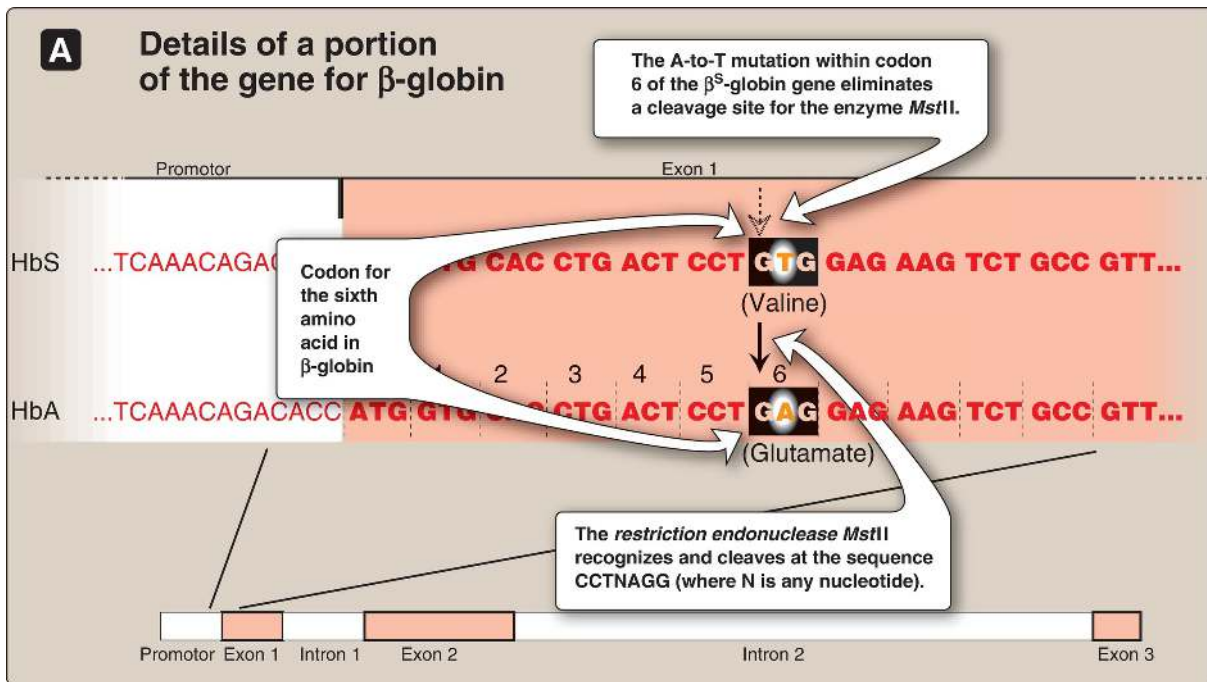 A
Details of a portion
of the gene for β-globin
The A-to-T mutation within codon
6 of the βS-globin gene eliminates
a cleavage site for the enzyme MstII.
Promotor
Exon 1
HbS ...TCAAACAGAC TG CAC CTG ACT CCT GTG GAG AAG TCT GCC GTT...
(Valine)
Codon for
the sixth
amino
acid in
β-globin
2 3 4 5 6
HbA ...TCAAACAGACACC ATG GTG CTG ACT CCT GAG GAG AAG TCT GCC GTT...
(Glutamate)
The restriction endonuclease MstII
recognizes and cleaves at the sequence
CCTNAGG (where N is any nucleotide).
Promotor Exon 1 Intron 1 Exon 2 Intron 2 Exon 3